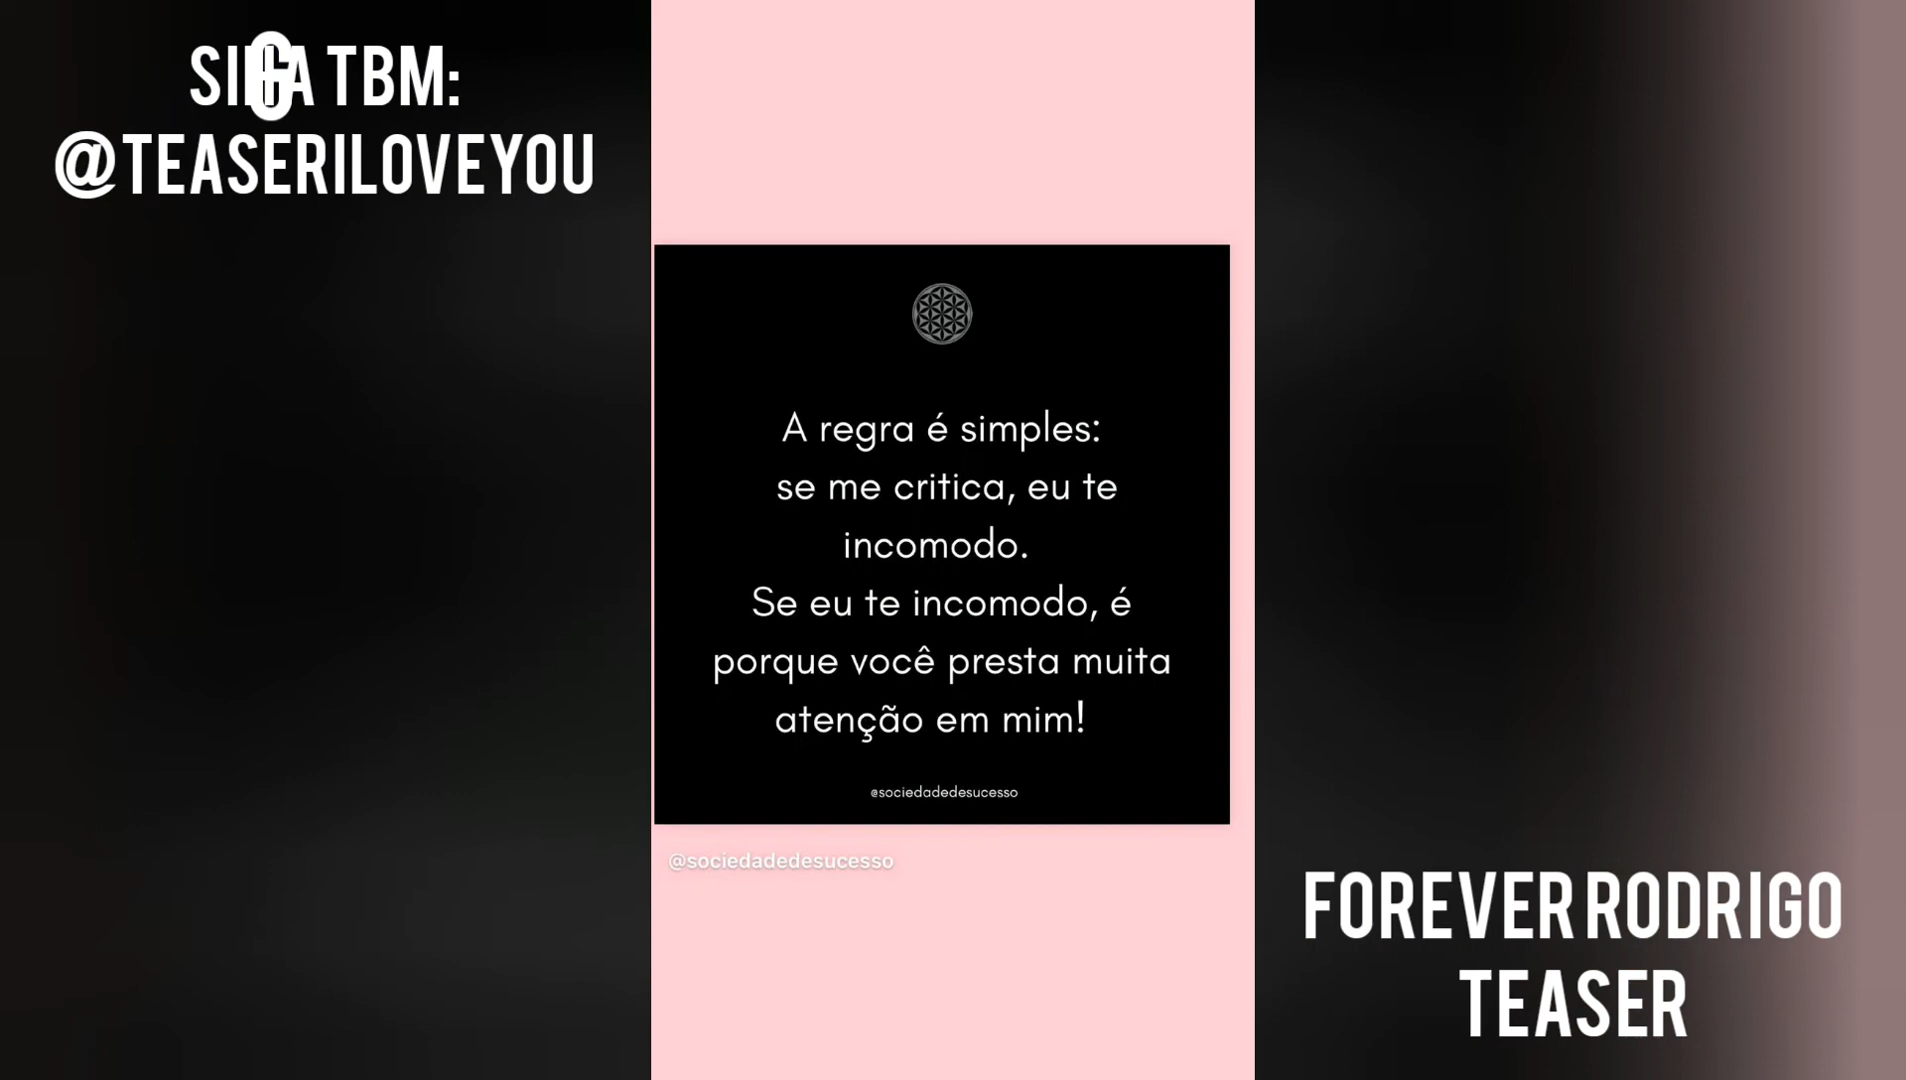 SIGA TBM:
@TEASERILOVEYOU
A regra é simples:
se me critica, eu te
incomodo.
Se eu te incomodo, é
porque você presta muita
atenção em mim!
@sociedadedesucesso
@sociedadedesucesso
FOREVER RODRIGO
TEASER